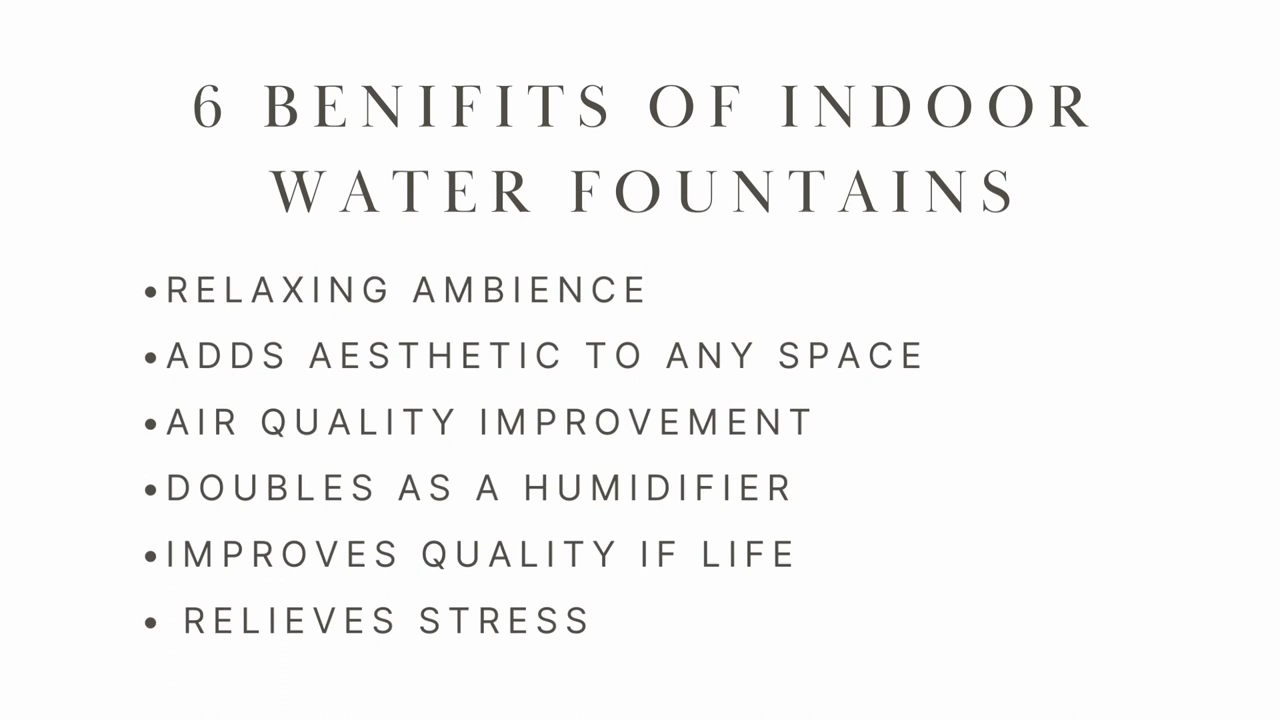 6 BENIFITS OF INDOOR
WATER FOUNTAINS
•RELAXING AMBIENCE
•ADDS AESTHETIC TO ANY SPACE
•AIR QUALITY IMPROVEMENT
•DOUBLES AS A HUMIDIFIER
•IMPROVES QUALITY IF LIFE
• RELIEVES STRESS